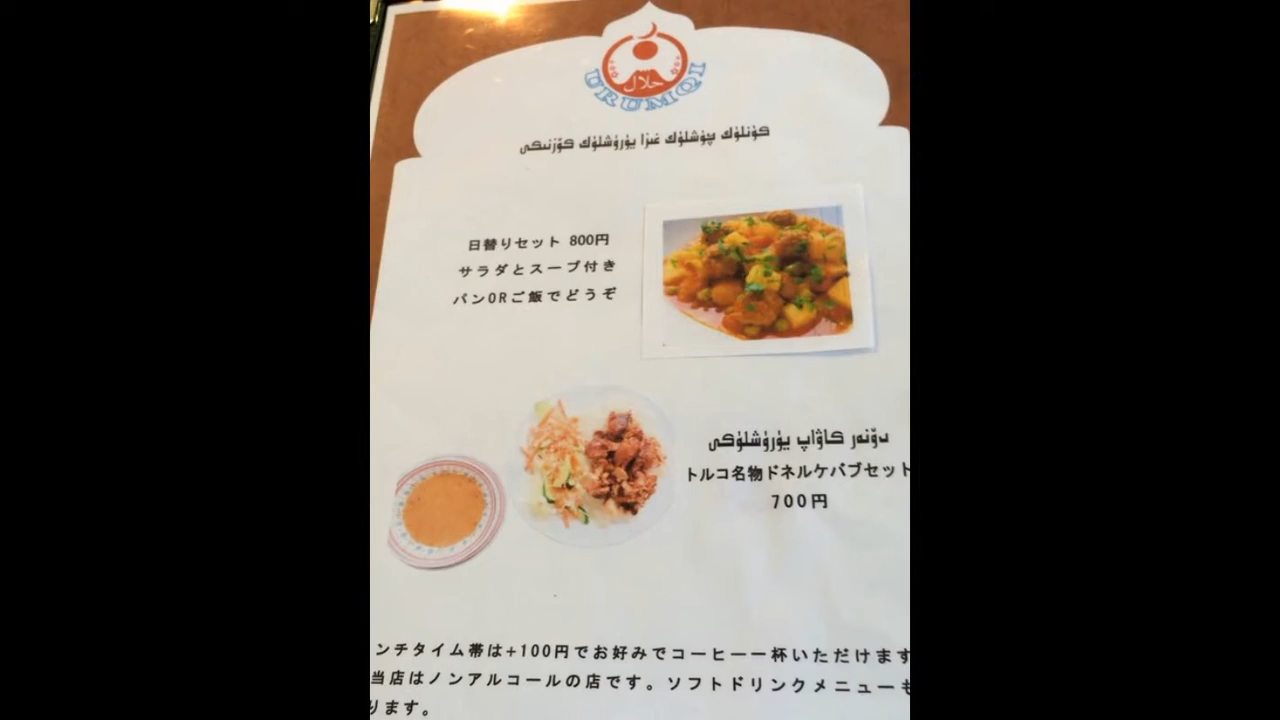 حلال
URUMQI
كۈنلۈك چۈشلۈك غىزا يۈرۈشلۈك كۆزنىكى
日替りセット 800円
サラダとスープ付き
パンORご飯でどうぞ
دۆنەر كاۋاپ يۈرۈشلۈكى
トルコ名物ドネルケバブセット
700円
ンチタイム帯は+100円でお好みでコーヒー一杯いただけます
当店はノンアルコールの店です。ソフトドリンクメニューも
ります。